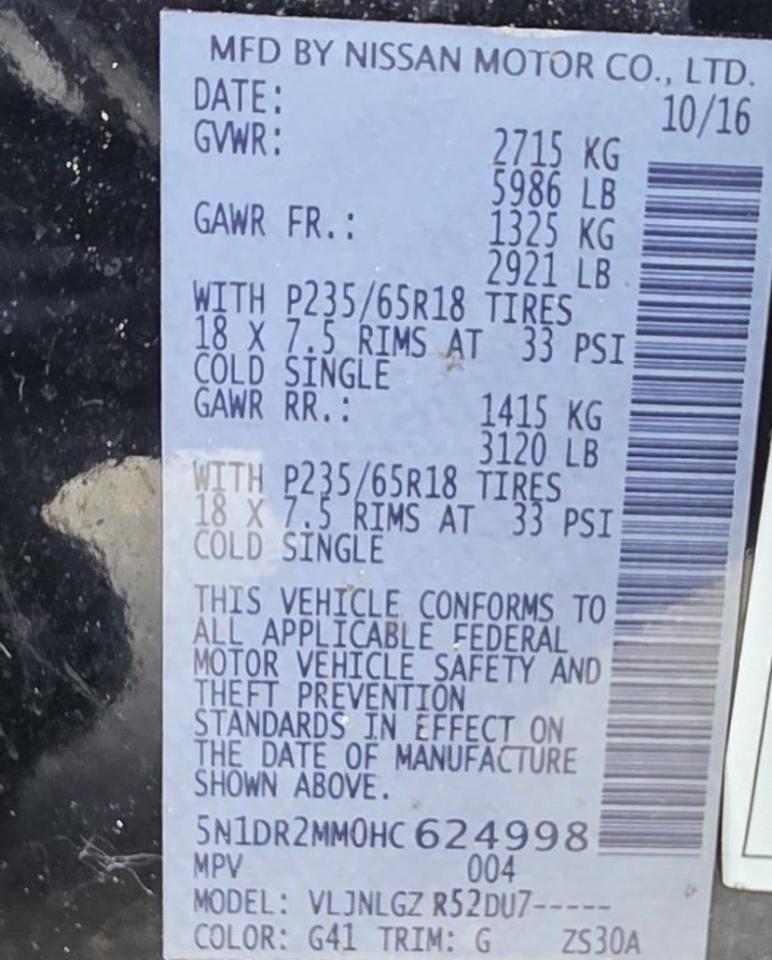 MFD BY NISSAN MOTOR CO., LTD.
DATE: 10/16
GVWR: 2715 KG
5986 LB
GAWR FR.: 1325 KG
2921 LB
WITH P235/65R18 TIRES
18 X 7.5 RIMS AT 33 PSI
COLD SINGLE
GAWR RR.: 1415 KG
3120 LB
WITH P235/65R18 TIRES
18 X 7.5 RIMS AT 33 PSI
COLD SINGLE
THIS VEHICLE CONFORMS TO
ALL APPLICABLE FEDERAL
MOTOR VEHICLE SAFETY AND
THEFT PREVENTION
STANDARDS IN EFFECT ON
THE DATE OF MANUFACTURE
SHOWN ABOVE.
5N1DR2MM0HC624998
MPV 004
MODEL: VLJNLGZ R52DU7-----
COLOR: G41 TRIM: G ZS30A